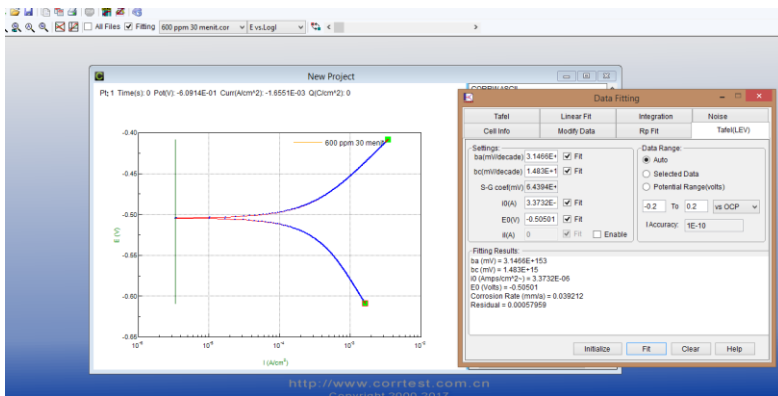 All Files Fitting 600 ppm 30 menit.cor E vs.LogI
New Project
Pt; 1 Time(s): 0 Pot(V): -6.0914E-01 Curr(A/cm^2): -1.6551E-03 Q(C/cm^2): 0
600 ppm 30 menit
-0.40
-0.45
-0.50
-0.55
-0.60
-0.65
E (V)
I (A/cm²)
Data Fitting
Tafel Linear Fit Integration Noise
Cell Info Modify Data Rp Fit Tafel(LEV)
Settings:
ba(mV/decade) 3.1466E+ Fit
bc(mV/decade) 1.483E+1 Fit
S-G coef(mV) 6.4394E+
i0(A) 3.3732E- Fit
E0(V) -0.50501 Fit
il(A) 0 Fit Enable
Data Range:
Auto
Selected Data
Potential Range(volts)
-0.2 To 0.2 vs OCP
I Accuracy: 1E-10
Fitting Results:
ba (mV) = 3.1466E+153
bc (mV) = 1.483E+15
i0 (Amps/cm^2~) = 3.3732E-06
E0 (Volts) = -0.50501
Corrosion Rate (mm/a) = 0.039212
Residual = 0.00057959
Initialize Fit Clear Help
http://www.corrtest.com.cn